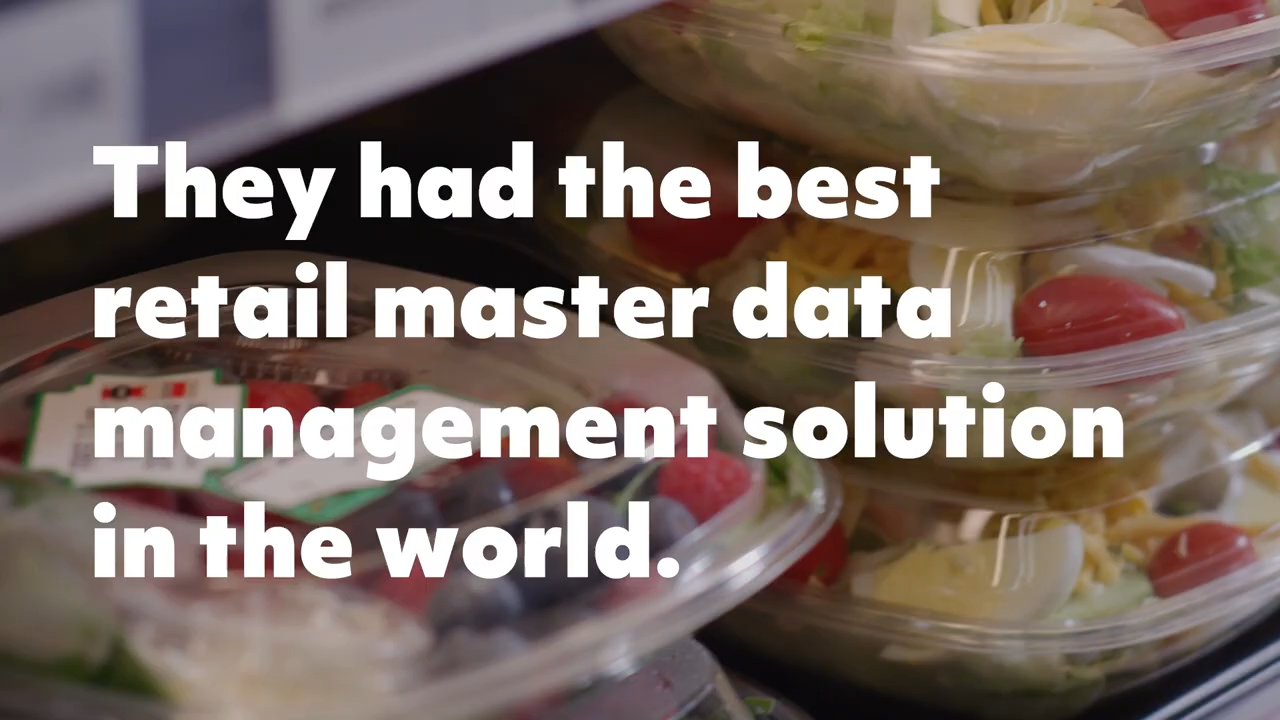 They had the best
retail master data
management solution
in the world.